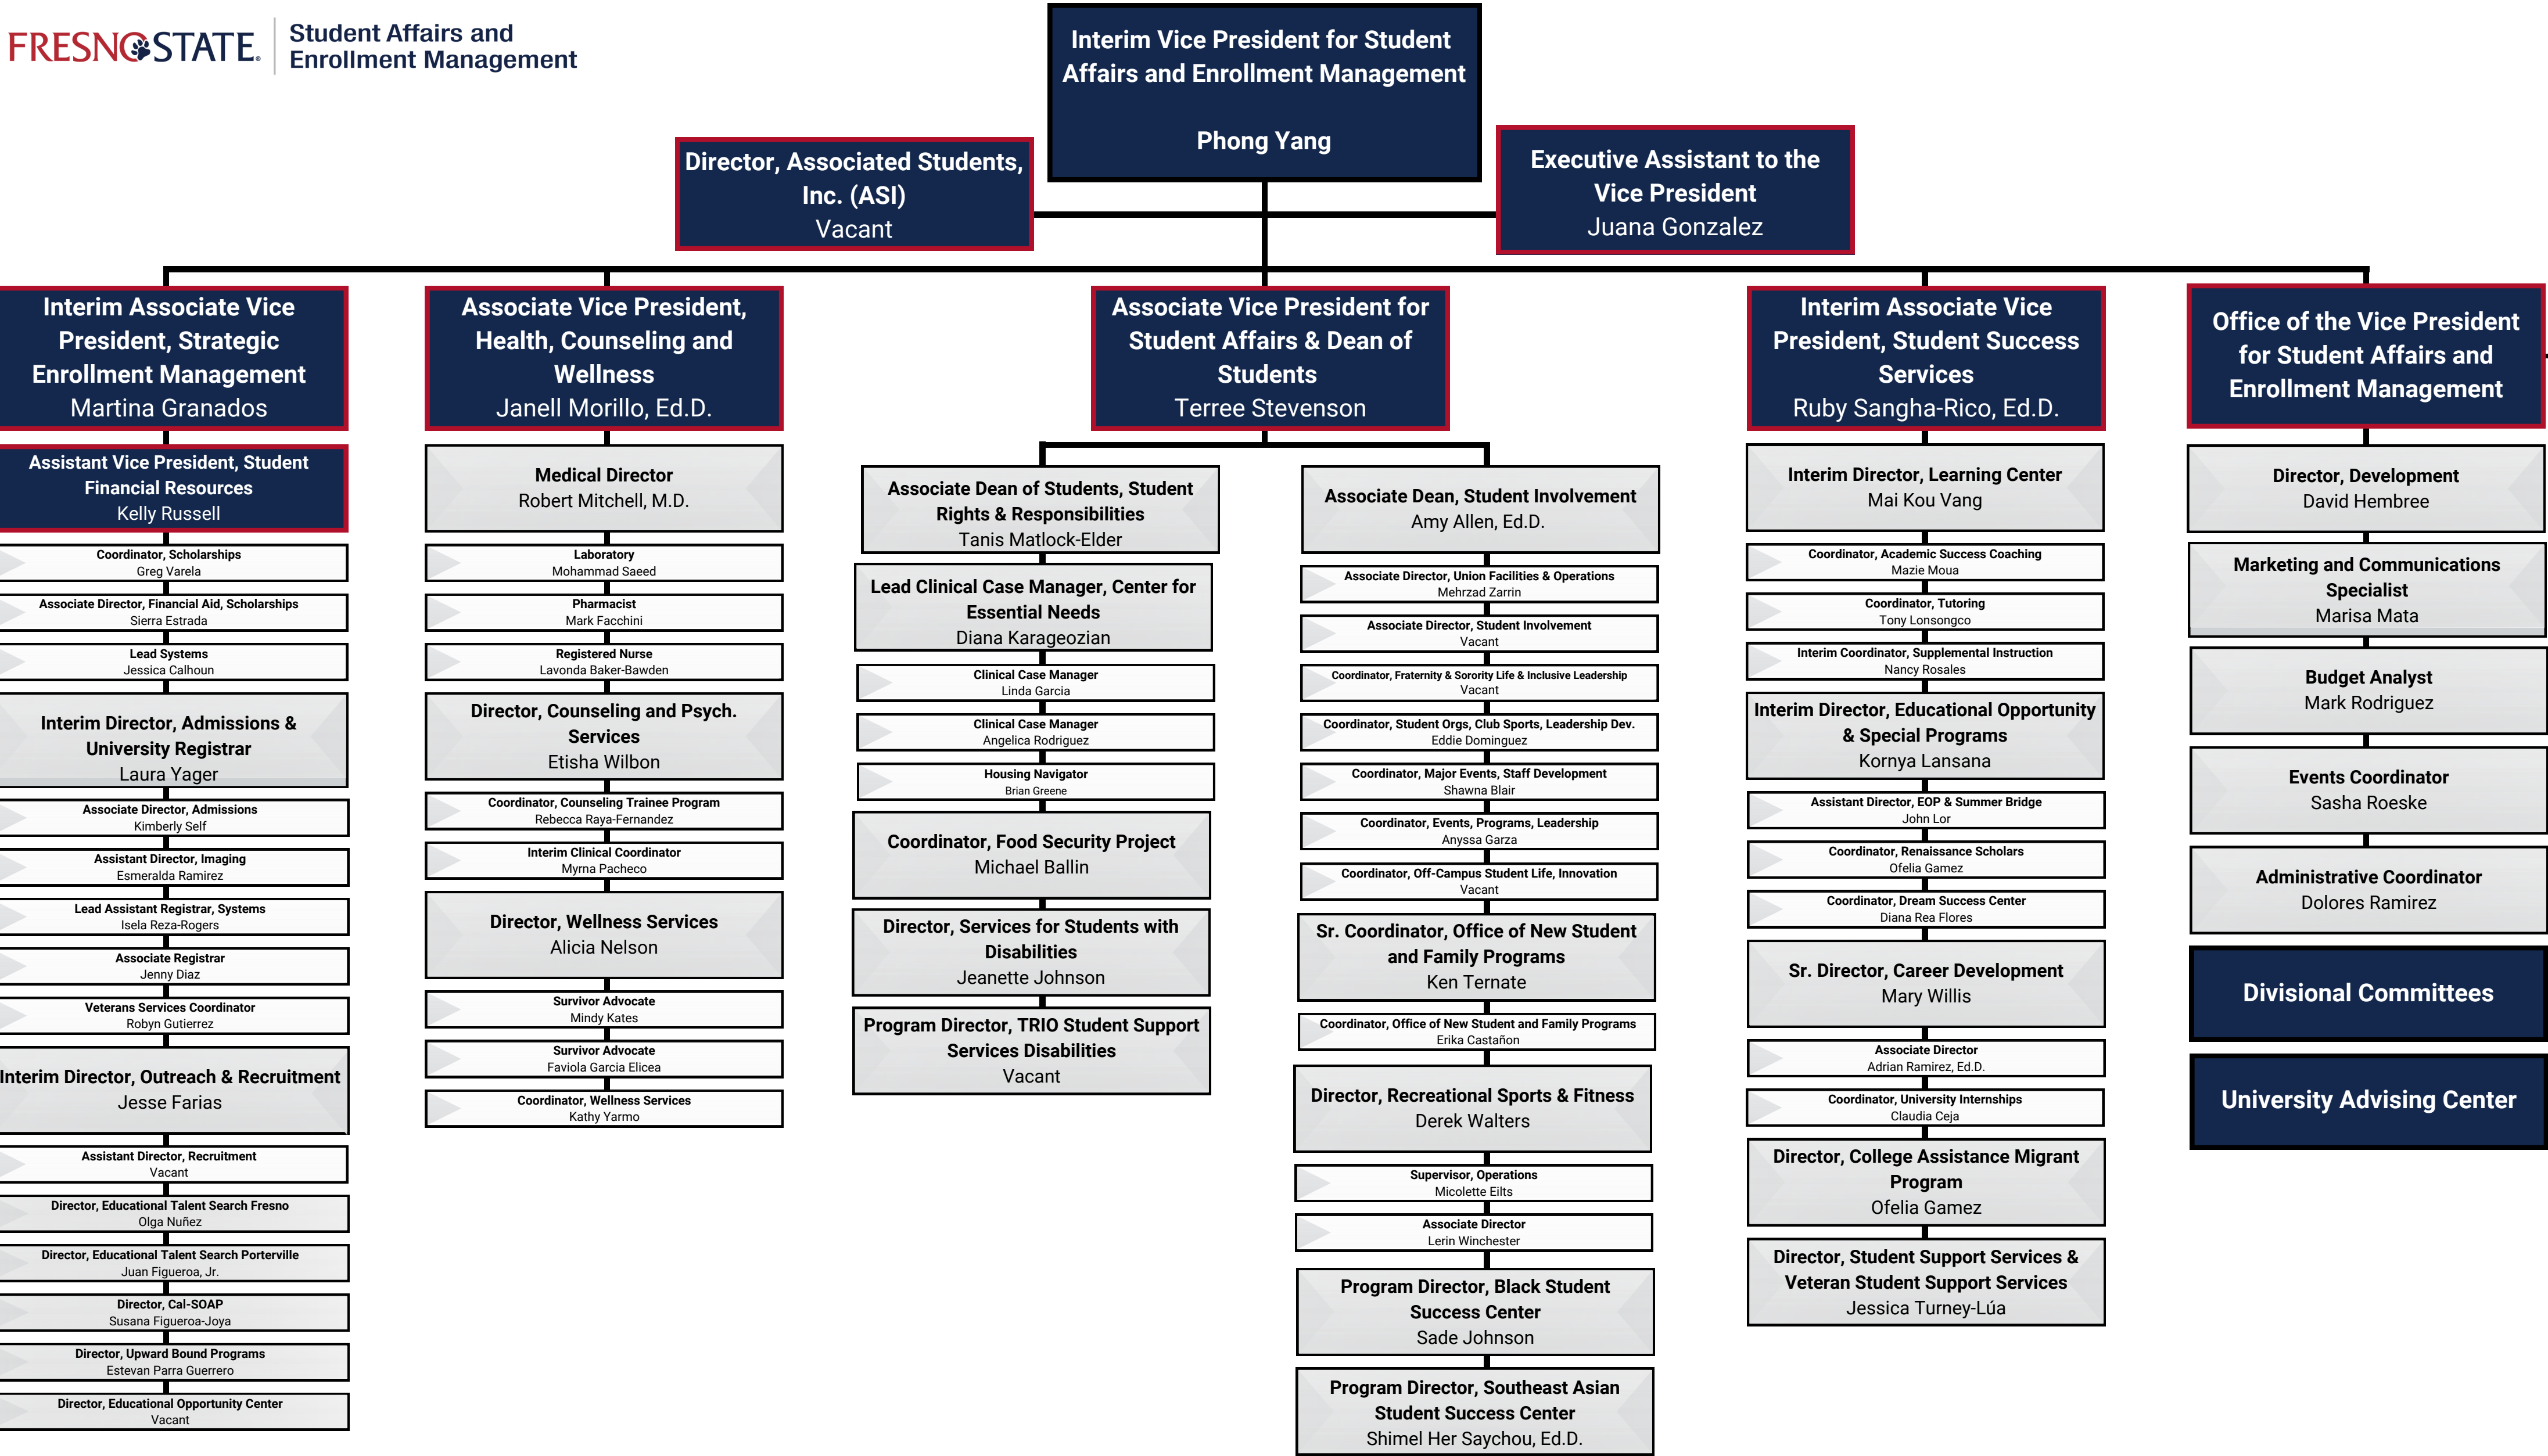 FRESNO STATE®
Student Affairs and
Enrollment Management
Interim Vice President for Student
Affairs and Enrollment Management
Phong Yang
Director, Associated Students,
Inc. (ASI)
Vacant
Executive Assistant to the
Vice President
Juana Gonzalez
Interim Associate Vice
President, Strategic
Enrollment Management
Martina Granados
Assistant Vice President, Student
Financial Resources
Kelly Russell
Coordinator, Scholarships
Greg Varela
Associate Director, Financial Aid, Scholarships
Sierra Estrada
Lead Systems
Jessica Calhoun
Interim Director, Admissions &
University Registrar
Laura Yager
Associate Director, Admissions
Kimberly Self
Assistant Director, Imaging
Esmeralda Ramirez
Lead Assistant Registrar, Systems
Isela Reza-Rogers
Associate Registrar
Jenny Diaz
Veterans Services Coordinator
Robyn Gutierrez
Interim Director, Outreach & Recruitment
Jesse Farias
Assistant Director, Recruitment
Vacant
Director, Educational Talent Search Fresno
Olga Nuñez
Director, Educational Talent Search Porterville
Juan Figueroa, Jr.
Director, Cal-SOAP
Susana Figueroa-Joya
Director, Upward Bound Programs
Estevan Parra Guerrero
Director, Educational Opportunity Center
Vacant
Associate Vice President,
Health, Counseling and
Wellness
Janell Morillo, Ed.D.
Medical Director
Robert Mitchell, M.D.
Laboratory
Mohammad Saeed
Pharmacist
Mark Facchini
Registered Nurse
Lavonda Baker-Bawden
Director, Counseling and Psych.
Services
Etisha Wilbon
Coordinator, Counseling Trainee Program
Rebecca Raya-Fernandez
Interim Clinical Coordinator
Myrna Pacheco
Director, Wellness Services
Alicia Nelson
Survivor Advocate
Mindy Kates
Survivor Advocate
Faviola Garcia Elicea
Coordinator, Wellness Services
Kathy Yarmo
Associate Vice President for
Student Affairs & Dean of
Students
Terree Stevenson
Associate Dean of Students, Student
Rights & Responsibilities
Tanis Matlock-Elder
Lead Clinical Case Manager, Center for
Essential Needs
Diana Karageozian
Clinical Case Manager
Linda Garcia
Clinical Case Manager
Angelica Rodriguez
Housing Navigator
Brian Greene
Coordinator, Food Security Project
Michael Ballin
Director, Services for Students with
Disabilities
Jeanette Johnson
Program Director, TRIO Student Support
Services Disabilities
Vacant
Associate Dean, Student Involvement
Amy Allen, Ed.D.
Associate Director, Union Facilities & Operations
Mehrzad Zarrin
Associate Director, Student Involvement
Vacant
Coordinator, Fraternity & Sorority Life & Inclusive Leadership
Vacant
Coordinator, Student Orgs, Club Sports, Leadership Dev.
Eddie Dominguez
Coordinator, Major Events, Staff Development
Shawna Blair
Coordinator, Events, Programs, Leadership
Anyssa Garza
Coordinator, Off-Campus Student Life, Innovation
Vacant
Sr. Coordinator, Office of New Student
and Family Programs
Ken Ternate
Coordinator, Office of New Student and Family Programs
Erika Castañon
Director, Recreational Sports & Fitness
Derek Walters
Supervisor, Operations
Micolette Eilts
Associate Director
Lerin Winchester
Program Director, Black Student
Success Center
Sade Johnson
Program Director, Southeast Asian
Student Success Center
Shimel Her Saychou, Ed.D.
Interim Associate Vice
President, Student Success
Services
Ruby Sangha-Rico, Ed.D.
Interim Director, Learning Center
Mai Kou Vang
Coordinator, Academic Success Coaching
Mazie Moua
Coordinator, Tutoring
Tony Lonsongco
Interim Coordinator, Supplemental Instruction
Nancy Rosales
Interim Director, Educational Opportunity
& Special Programs
Kornya Lansana
Assistant Director, EOP & Summer Bridge
John Lor
Coordinator, Renaissance Scholars
Ofelia Gamez
Coordinator, Dream Success Center
Diana Rea Flores
Sr. Director, Career Development
Mary Willis
Associate Director
Adrian Ramirez, Ed.D.
Coordinator, University Internships
Claudia Ceja
Director, College Assistance Migrant
Program
Ofelia Gamez
Director, Student Support Services &
Veteran Student Support Services
Jessica Turney-Lúa
Office of the Vice President
for Student Affairs and
Enrollment Management
Director, Development
David Hembree
Marketing and Communications
Specialist
Marisa Mata
Budget Analyst
Mark Rodriguez
Events Coordinator
Sasha Roeske
Administrative Coordinator
Dolores Ramirez
Divisional Committees
University Advising Center